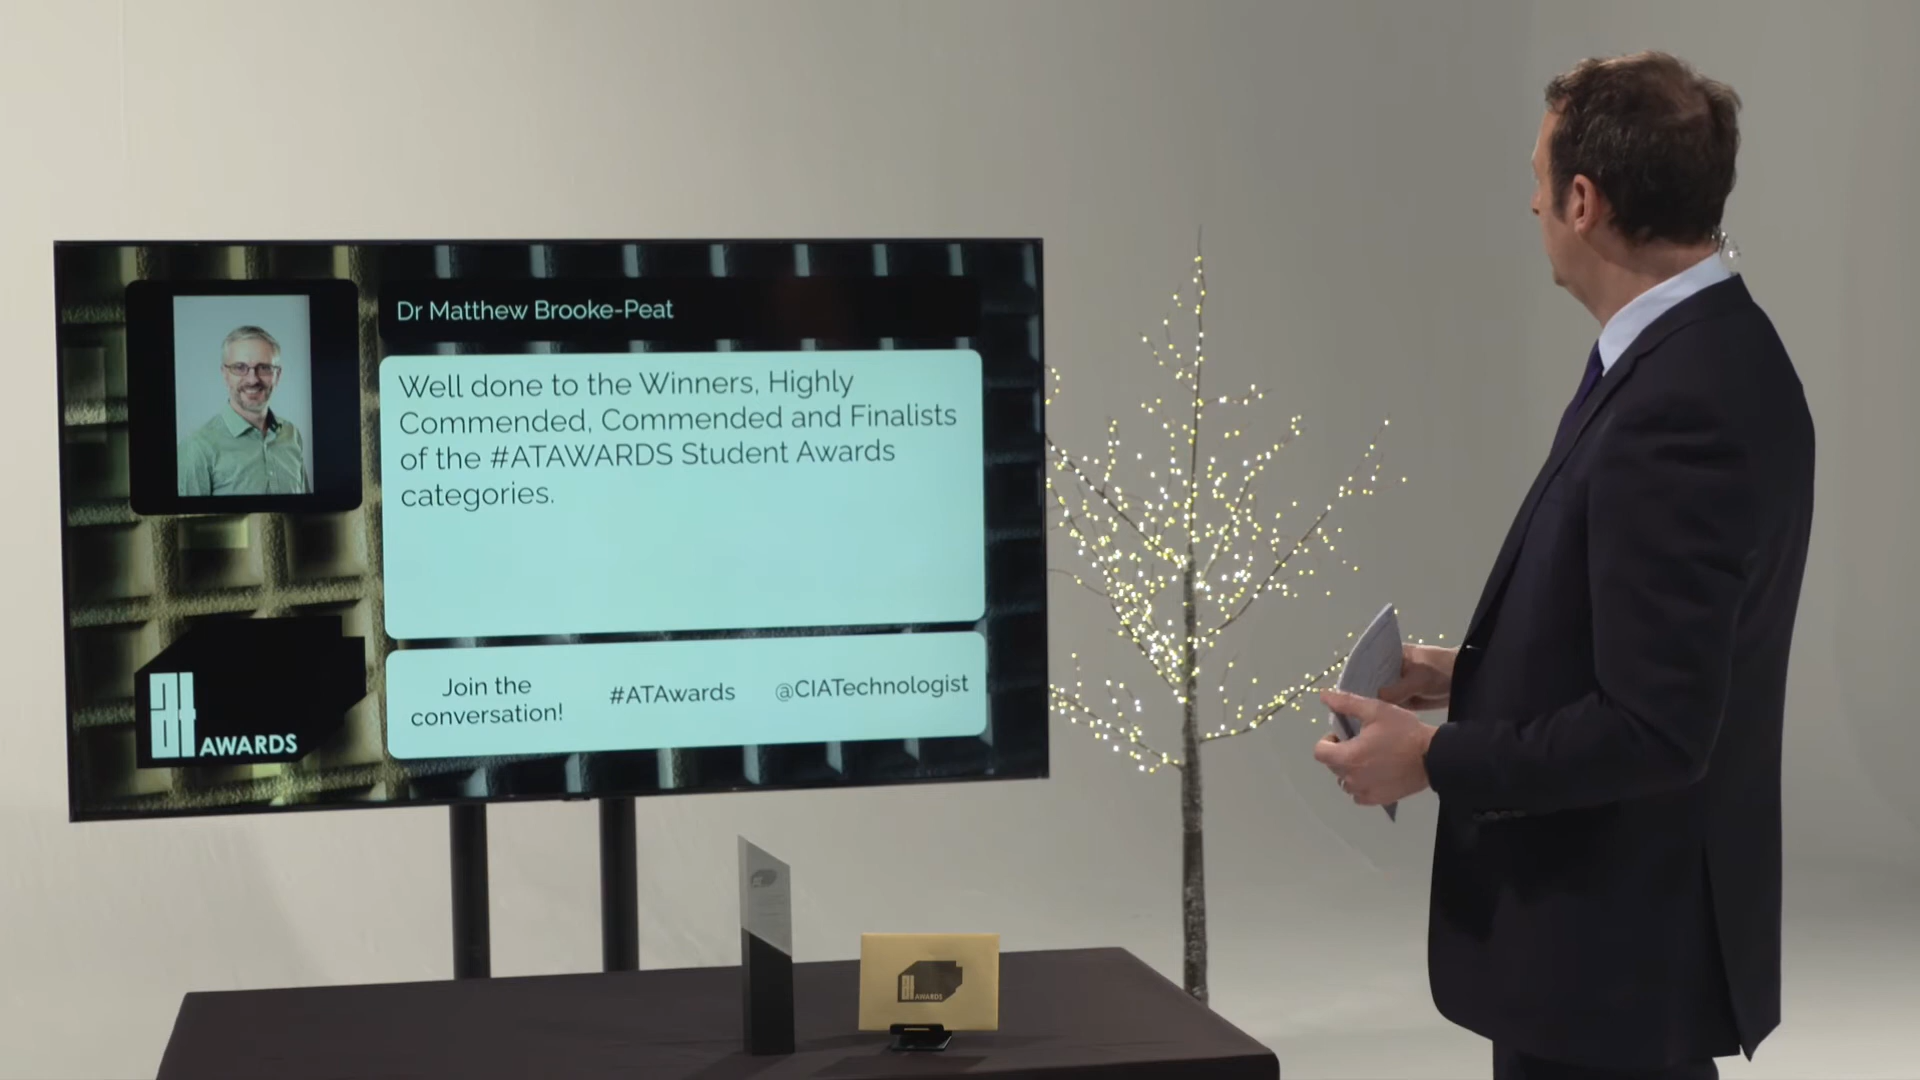 Dr Matthew Brooke-Peat
Well done to the Winners, Highly
Commended, Commended and Finalists
of the #ATAWARDS Student Awards
categories.
Join the
conversation!
#ATAwards
@CIATechnologist
at AWARDS
at AWARDS